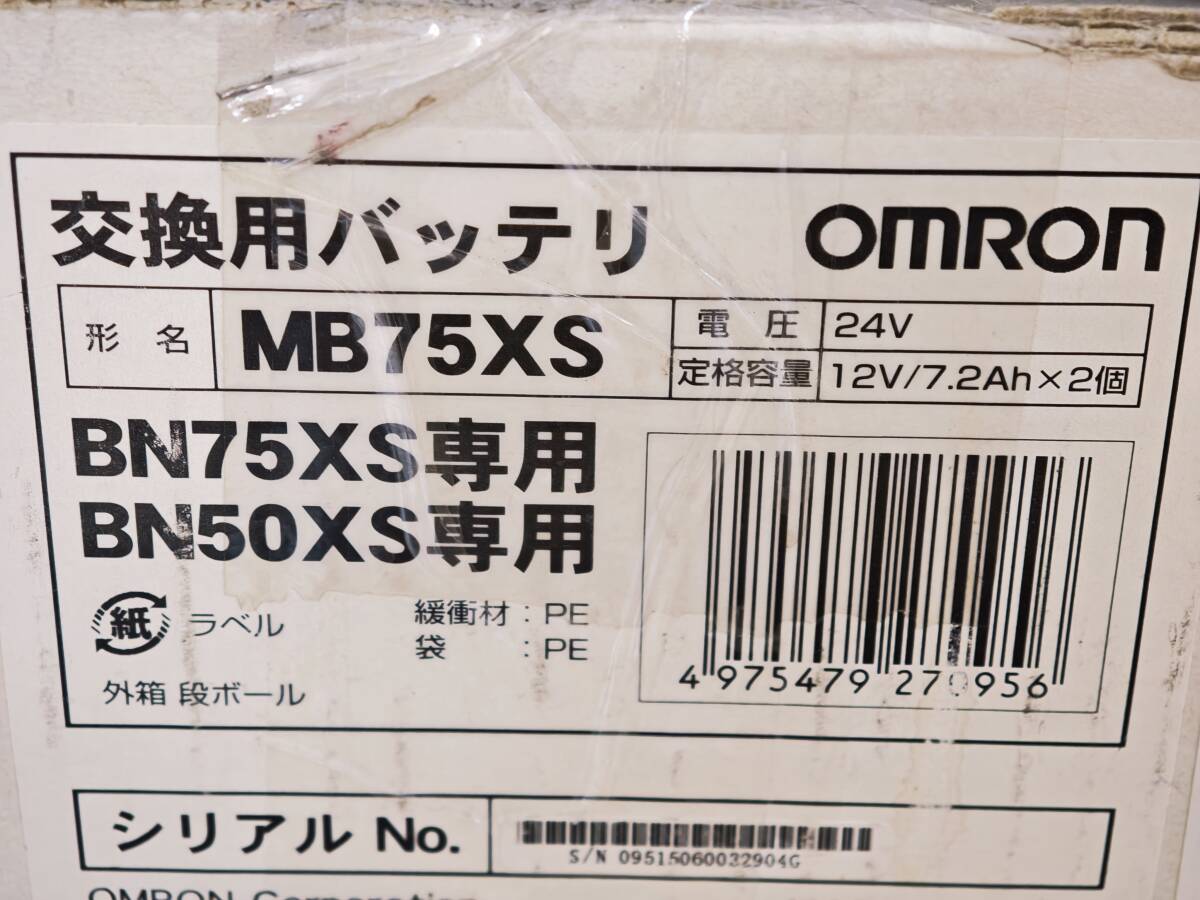 交換用バッテリ OMRON
形名 MB75XS 電圧 24V
定格容量 12V/7.2Ah×2個
BN75XS専用
BN50XS専用
紙 ラベル 緩衝材：PE
袋 ：PE
外箱 段ボール
4 975479 270956
シリアル No.
S/N 09515060032904G
OMRON Corporation